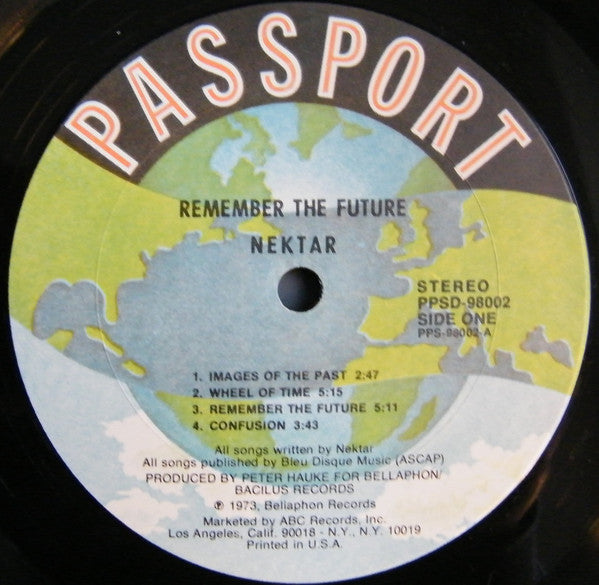 PASSPORT
REMEMBER THE FUTURE
NEKTAR
STEREO
PPSD-98002
SIDE ONE
PPS-98002-A
1. IMAGES OF THE PAST 2:47
2. WHEEL OF TIME 5:15
3. REMEMBER THE FUTURE 5:11
4. CONFUSION 3:43
All songs written by Nektar
All songs published by Bleu Disque Music (ASCAP)
PRODUCED BY PETER HAUKE FOR BELLAPHON/
BACILUS RECORDS
℗ 1973, Bellaphon Records
Marketed by ABC Records, Inc.
Los Angeles, Calif. 90018 - N.Y., N.Y. 10019
Printed in U.S.A.